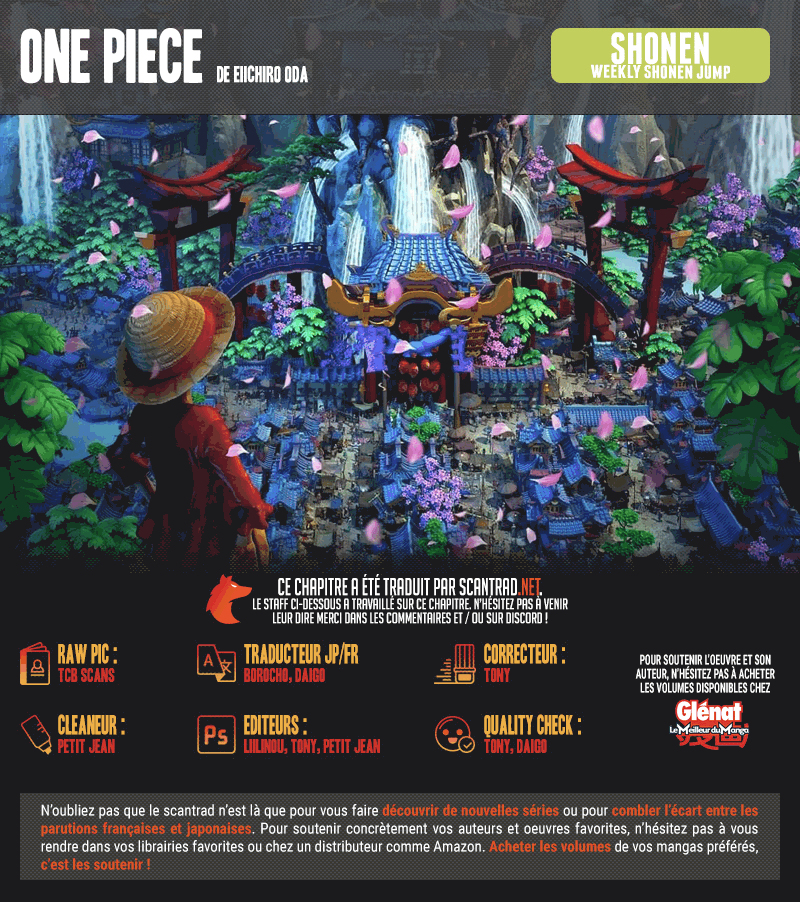 ONE PIECE DE EIICHIRO ODA
SHONEN
WEEKLY SHONEN JUMP
CE CHAPITRE A ÉTÉ TRADUIT PAR SCANTRAD.NET.
LE STAFF CI-DESSOUS A TRAVAILLÉ SUR CE CHAPITRE. N'HÉSITEZ PAS À VENIR
LEUR DIRE MERCI DANS LES COMMENTAIRES ET / OU SUR DISCORD !
RAW PIC :
TCB SCANS
A
TRADUCTEUR JP/FR
BOROCHO, DAIGO
CORRECTEUR :
TONY
CLEANEUR :
PETIT JEAN
Ps
EDITEURS :
LIILINOU, TONY, PETIT JEAN
QUALITY CHECK :
TONY, DAIGO
POUR SOUTENIR L'OEUVRE ET SON
AUTEUR, N'HÉSITEZ PAS À ACHETER
LES VOLUMES DISPONIBLES CHEZ
Glénat
Le Meilleur du Manga
N'oubliez pas que le scantrad n'est là que pour vous faire découvrir de nouvelles séries ou pour combler l'écart entre les
parutions françaises et japonaises. Pour soutenir concrètement vos auteurs et oeuvres favorites, n'hésitez pas à vous
rendre dans vos librairies favorites ou chez un distributeur comme Amazon. Acheter les volumes de vos mangas préférés,
c'est les soutenir !